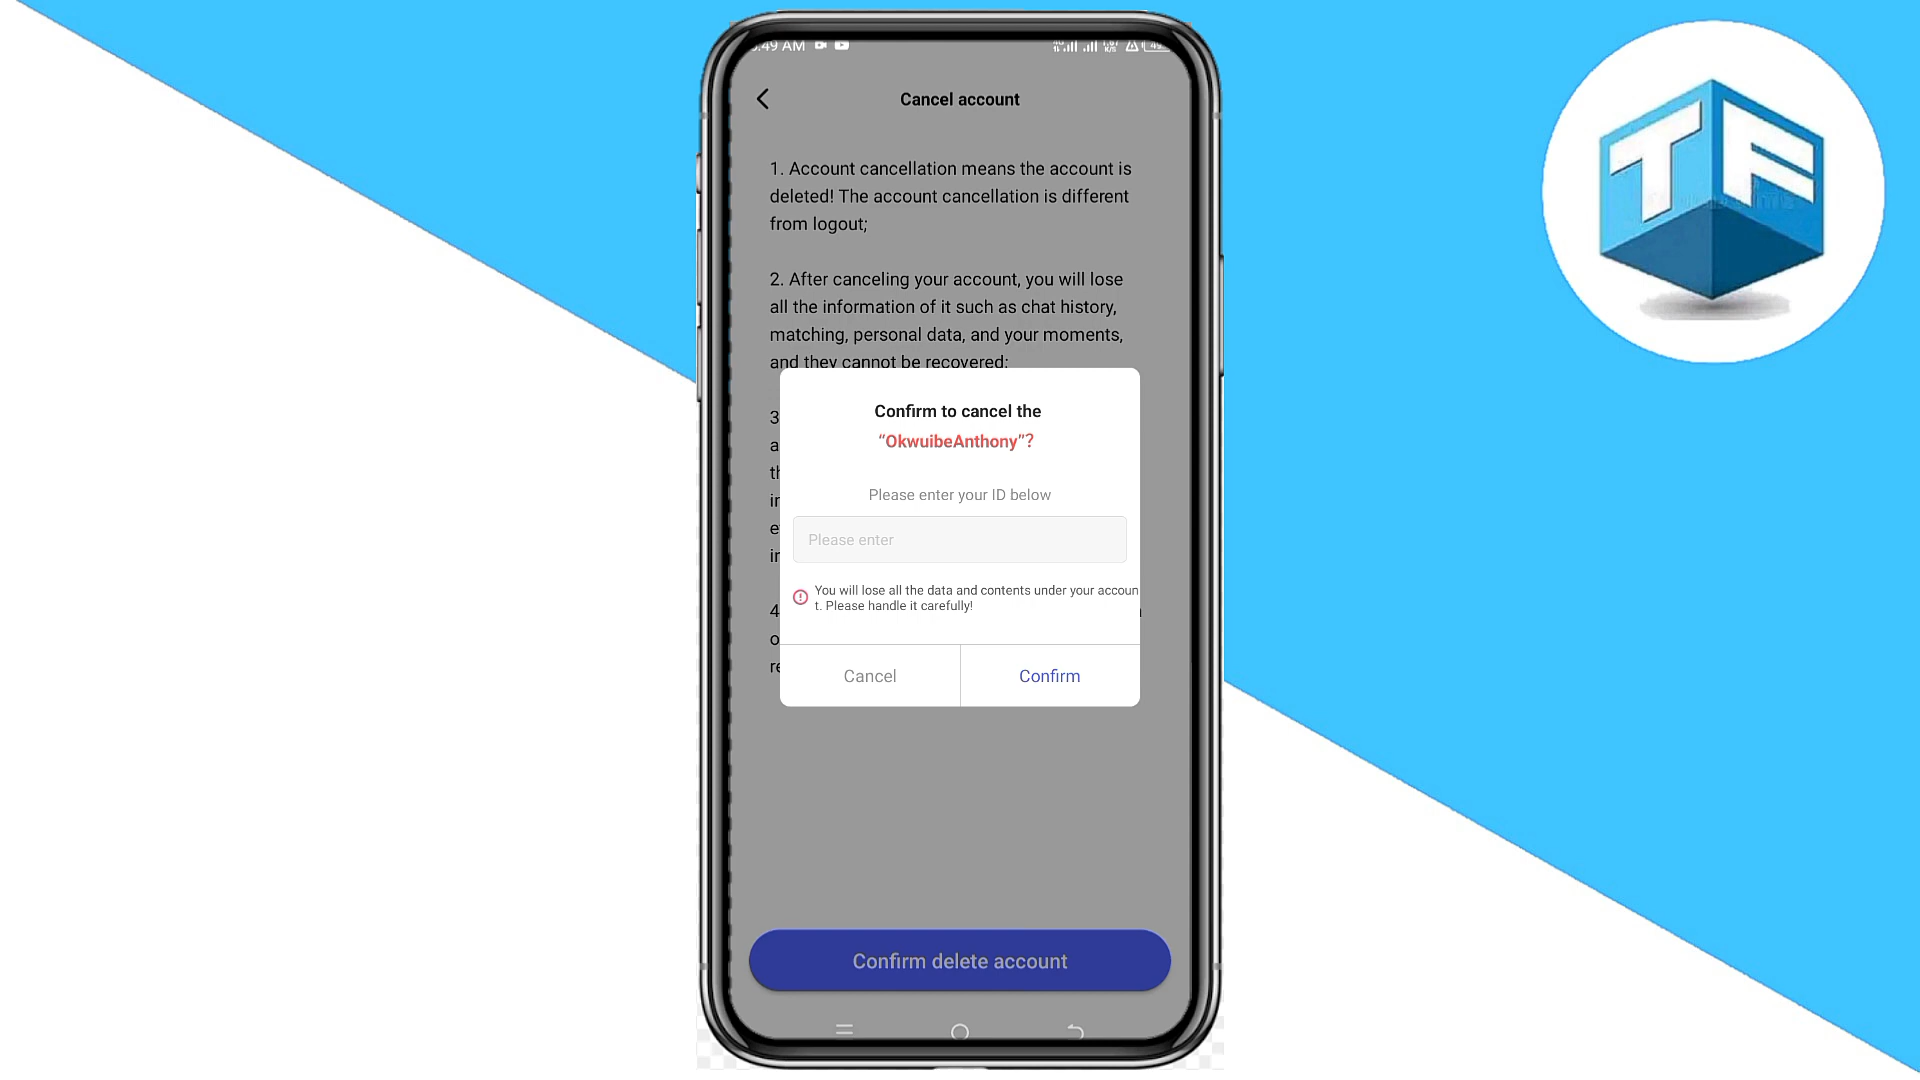 :49 AM
Cancel account
1. Account cancellation means the account is
deleted! The account cancellation is different
from logout;
2. After canceling your account, you will lose
all the information of it such as chat history,
matching, personal data, and your moments,
and they cannot be recovered;
Confirm to cancel the
“OkwuibeAnthony”?
Please enter your ID below
Please enter
You will lose all the data and contents under your accoun
t. Please handle it carefully!
Cancel
Confirm
Confirm delete account
TF